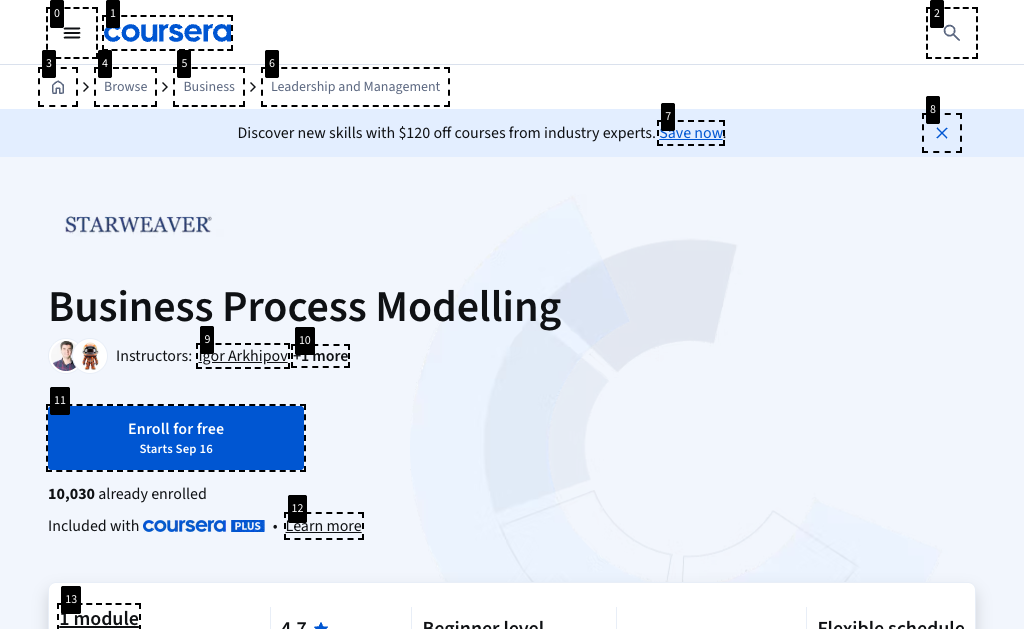 coursera
Browse
Business
Leadership and Management
Discover new skills with $120 off courses from industry experts. Save now
STARWEAVER
Business Process Modelling
Instructors: Igor Arkhipov +1 more
Enroll for free
Starts Sep 16
10,030 already enrolled
Included with coursera PLUS • Learn more
1 module
4.7
Beginner level
Flexible schedule
0
1
2
3
4
5
6
7
8
9
10
11
12
13